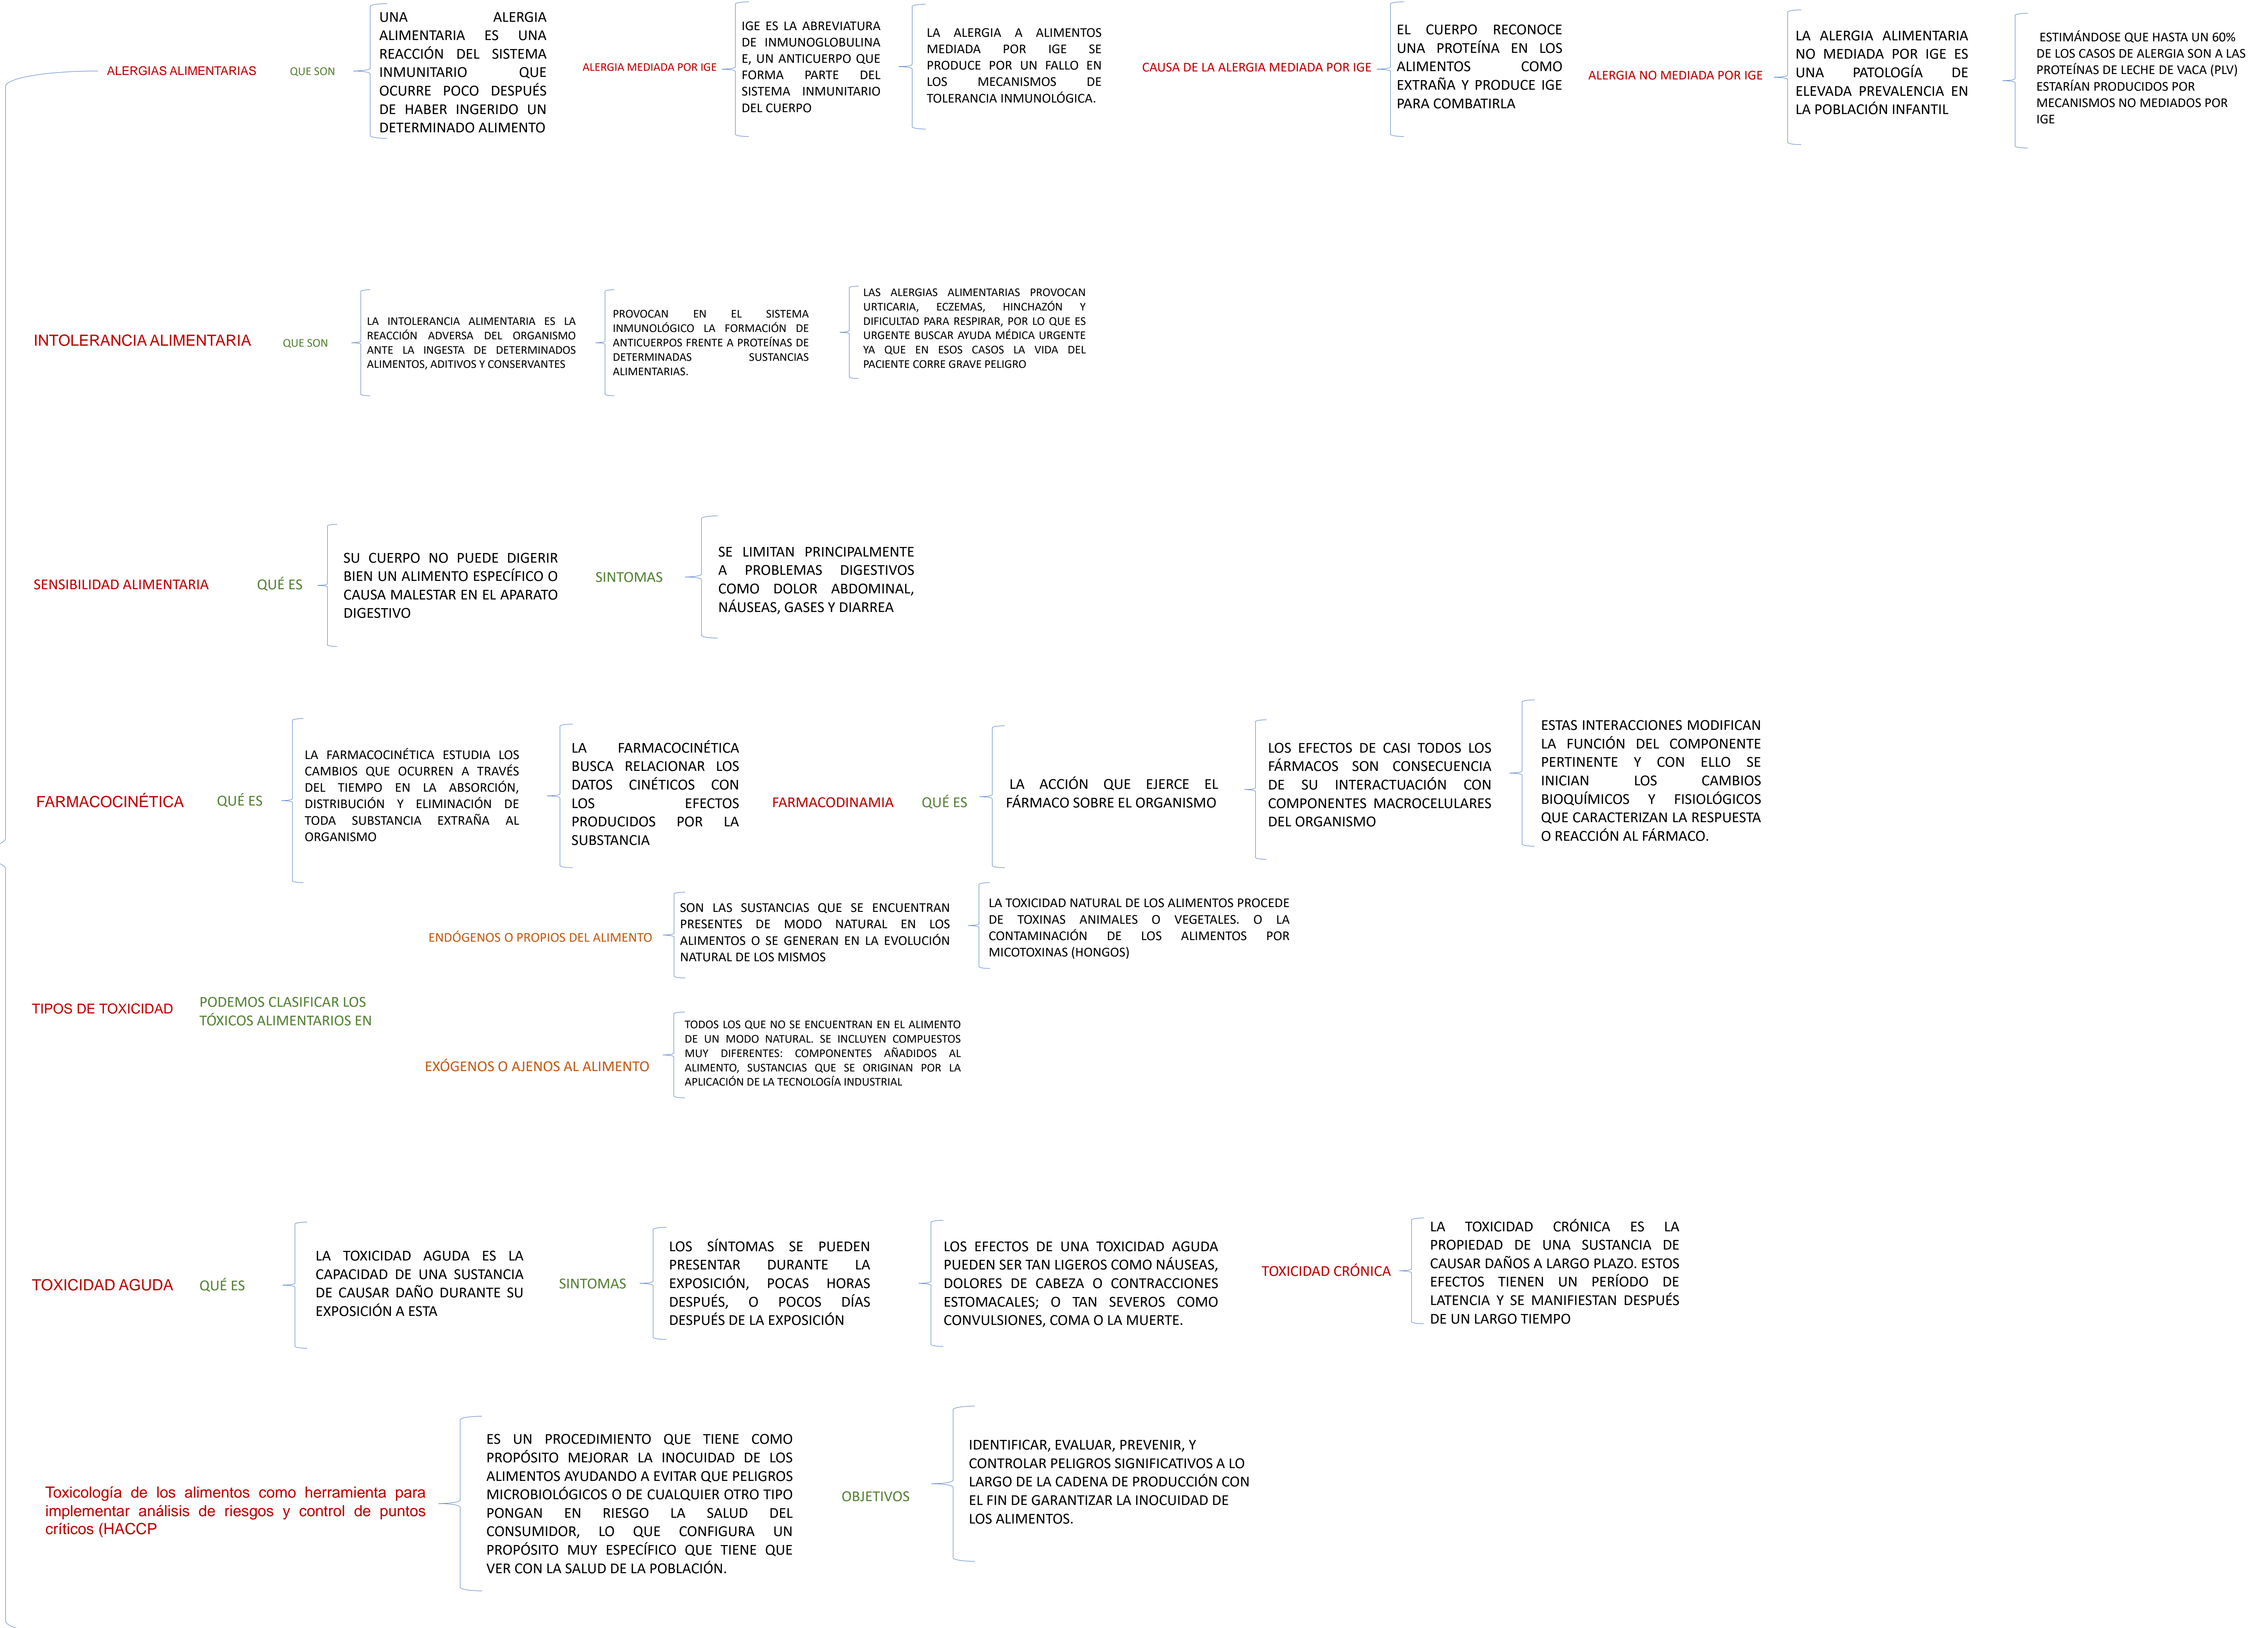 ALERGIAS ALIMENTARIAS
QUE SON
UNA ALERGIA
ALIMENTARIA ES UNA
REACCIÓN DEL SISTEMA
INMUNITARIO QUE
OCURRE POCO DESPUÉS
DE HABER INGERIDO UN
DETERMINADO ALIMENTO
ALERGIA MEDIADA POR IGE
IGE ES LA ABREVIATURA
DE INMUNOGLOBULINA
E, UN ANTICUERPO QUE
FORMA PARTE DEL
SISTEMA INMUNITARIO
DEL CUERPO
LA ALERGIA A ALIMENTOS
MEDIADA POR IGE SE
PRODUCE POR UN FALLO EN
LOS MECANISMOS DE
TOLERANCIA INMUNOLÓGICA.
CAUSA DE LA ALERGIA MEDIADA POR IGE
EL CUERPO RECONOCE
UNA PROTEÍNA EN LOS
ALIMENTOS COMO
EXTRAÑA Y PRODUCE IGE
PARA COMBATIRLA
ALERGIA NO MEDIADA POR IGE
LA ALERGIA ALIMENTARIA
NO MEDIADA POR IGE ES
UNA PATOLOGÍA DE
ELEVADA PREVALENCIA EN
LA POBLACIÓN INFANTIL
ESTIMÁNDOSE QUE HASTA UN 60%
DE LOS CASOS DE ALERGIA SON A LAS
PROTEÍNAS DE LECHE DE VACA (PLV)
ESTARÍAN PRODUCIDOS POR
MECANISMOS NO MEDIADOS POR
IGE
INTOLERANCIA ALIMENTARIA
QUE SON
LA INTOLERANCIA ALIMENTARIA ES LA
REACCIÓN ADVERSA DEL ORGANISMO
ANTE LA INGESTA DE DETERMINADOS
ALIMENTOS, ADITIVOS Y CONSERVANTES
PROVOCAN EN EL SISTEMA
INMUNOLÓGICO LA FORMACIÓN DE
ANTICUERPOS FRENTE A PROTEÍNAS DE
DETERMINADAS SUSTANCIAS
ALIMENTARIAS.
LAS ALERGIAS ALIMENTARIAS PROVOCAN
URTICARIA, ECZEMAS, HINCHAZÓN Y
DIFICULTAD PARA RESPIRAR, POR LO QUE ES
URGENTE BUSCAR AYUDA MÉDICA URGENTE
YA QUE EN ESOS CASOS LA VIDA DEL
PACIENTE CORRE GRAVE PELIGRO
SENSIBILIDAD ALIMENTARIA
QUÉ ES
SU CUERPO NO PUEDE DIGERIR
BIEN UN ALIMENTO ESPECÍFICO O
CAUSA MALESTAR EN EL APARATO
DIGESTIVO
SINTOMAS
SE LIMITAN PRINCIPALMENTE
A PROBLEMAS DIGESTIVOS
COMO DOLOR ABDOMINAL,
NÁUSEAS, GASES Y DIARREA
FARMACOCINÉTICA
QUÉ ES
LA FARMACOCINÉTICA ESTUDIA LOS
CAMBIOS QUE OCURREN A TRAVÉS
DEL TIEMPO EN LA ABSORCIÓN,
DISTRIBUCIÓN Y ELIMINACIÓN DE
TODA SUBSTANCIA EXTRAÑA AL
ORGANISMO
LA FARMACOCINÉTICA
BUSCA RELACIONAR LOS
DATOS CINÉTICOS CON
LOS EFECTOS
PRODUCIDOS POR LA
SUBSTANCIA
FARMACODINAMIA
QUÉ ES
LA ACCIÓN QUE EJERCE EL
FÁRMACO SOBRE EL ORGANISMO
LOS EFECTOS DE CASI TODOS LOS
FÁRMACOS SON CONSECUENCIA
DE SU INTERACTUACIÓN CON
COMPONENTES MACROCELULARES
DEL ORGANISMO
ESTAS INTERACCIONES MODIFICAN
LA FUNCIÓN DEL COMPONENTE
PERTINENTE Y CON ELLO SE
INICIAN LOS CAMBIOS
BIOQUÍMICOS Y FISIOLÓGICOS
QUE CARACTERIZAN LA RESPUESTA
O REACCIÓN AL FÁRMACO.
TIPOS DE TOXICIDAD
PODEMOS CLASIFICAR LOS
TÓXICOS ALIMENTARIOS EN
ENDÓGENOS O PROPIOS DEL ALIMENTO
SON LAS SUSTANCIAS QUE SE ENCUENTRAN
PRESENTES DE MODO NATURAL EN LOS
ALIMENTOS O SE GENERAN EN LA EVOLUCIÓN
NATURAL DE LOS MISMOS
LA TOXICIDAD NATURAL DE LOS ALIMENTOS PROCEDE
DE TOXINAS ANIMALES O VEGETALES. O LA
CONTAMINACIÓN DE LOS ALIMENTOS POR
MICOTOXINAS (HONGOS)
EXÓGENOS O AJENOS AL ALIMENTO
TODOS LOS QUE NO SE ENCUENTRAN EN EL ALIMENTO
DE UN MODO NATURAL. SE INCLUYEN COMPUESTOS
MUY DIFERENTES: COMPONENTES AÑADIDOS AL
ALIMENTO, SUSTANCIAS QUE SE ORIGINAN POR LA
APLICACIÓN DE LA TECNOLOGÍA INDUSTRIAL
TOXICIDAD AGUDA
QUÉ ES
LA TOXICIDAD AGUDA ES LA
CAPACIDAD DE UNA SUSTANCIA
DE CAUSAR DAÑO DURANTE SU
EXPOSICIÓN A ESTA
SINTOMAS
LOS SÍNTOMAS SE PUEDEN
PRESENTAR DURANTE LA
EXPOSICIÓN, POCAS HORAS
DESPUÉS, O POCOS DÍAS
DESPUÉS DE LA EXPOSICIÓN
LOS EFECTOS DE UNA TOXICIDAD AGUDA
PUEDEN SER TAN LIGEROS COMO NÁUSEAS,
DOLORES DE CABEZA O CONTRACCIONES
ESTOMACALES; O TAN SEVEROS COMO
CONVULSIONES, COMA O LA MUERTE.
TOXICIDAD CRÓNICA
LA TOXICIDAD CRÓNICA ES LA
PROPIEDAD DE UNA SUSTANCIA DE
CAUSAR DAÑOS A LARGO PLAZO. ESTOS
EFECTOS TIENEN UN PERÍODO DE
LATENCIA Y SE MANIFIESTAN DESPUÉS
DE UN LARGO TIEMPO
Toxicología de los alimentos como herramienta para
implementar análisis de riesgos y control de puntos
críticos (HACCP
ES UN PROCEDIMIENTO QUE TIENE COMO
PROPÓSITO MEJORAR LA INOCUIDAD DE LOS
ALIMENTOS AYUDANDO A EVITAR QUE PELIGROS
MICROBIOLÓGICOS O DE CUALQUIER OTRO TIPO
PONGAN EN RIESGO LA SALUD DEL
CONSUMIDOR, LO QUE CONFIGURA UN
PROPÓSITO MUY ESPECÍFICO QUE TIENE QUE
VER CON LA SALUD DE LA POBLACIÓN.
OBJETIVOS
IDENTIFICAR, EVALUAR, PREVENIR, Y
CONTROLAR PELIGROS SIGNIFICATIVOS A LO
LARGO DE LA CADENA DE PRODUCCIÓN CON
EL FIN DE GARANTIZAR LA INOCUIDAD DE
LOS ALIMENTOS.